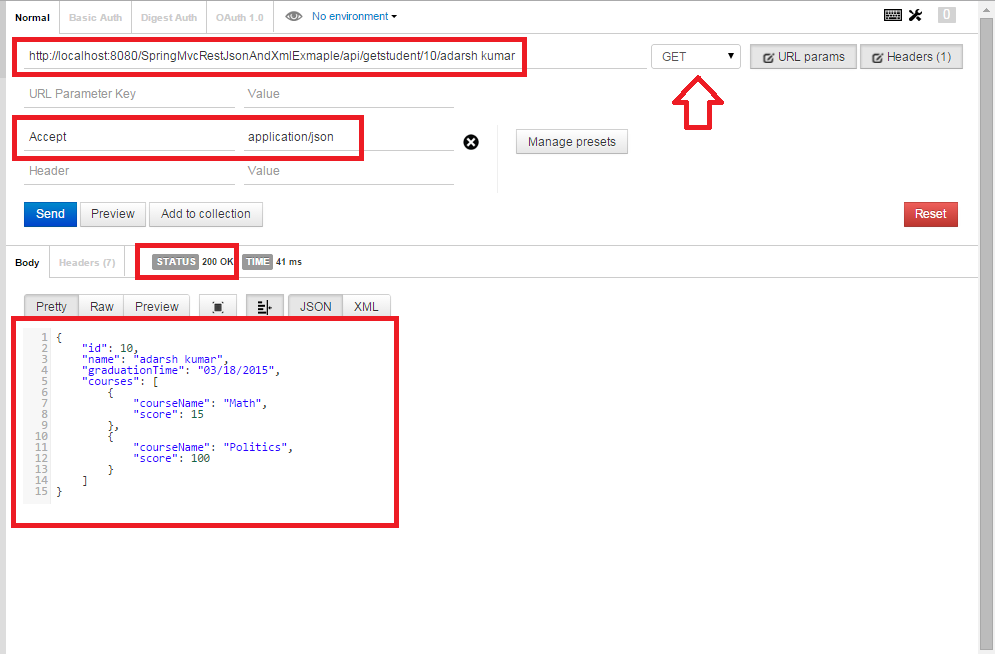 Normal Basic Auth Digest Auth OAuth 1.0 No environment 0
http://localhost:8080/SpringMvcRestJsonAndXmlExmaple/api/getstudent/10/adarsh kumar GET URL params Headers (1)
URL Parameter Key Value
Accept application/json Manage presets
Header Value
Send Preview Add to collection Reset
Body Headers (7) STATUS 200 OK TIME 41 ms
Pretty Raw Preview JSON XML
1 {
2 "id": 10,
3 "name": "adarsh kumar",
4 "graduationTime": "03/18/2015",
5 "courses": [
6 {
7 "courseName": "Math",
8 "score": 15
9 },
10 {
11 "courseName": "Politics",
12 "score": 100
13 }
14 ]
15 }